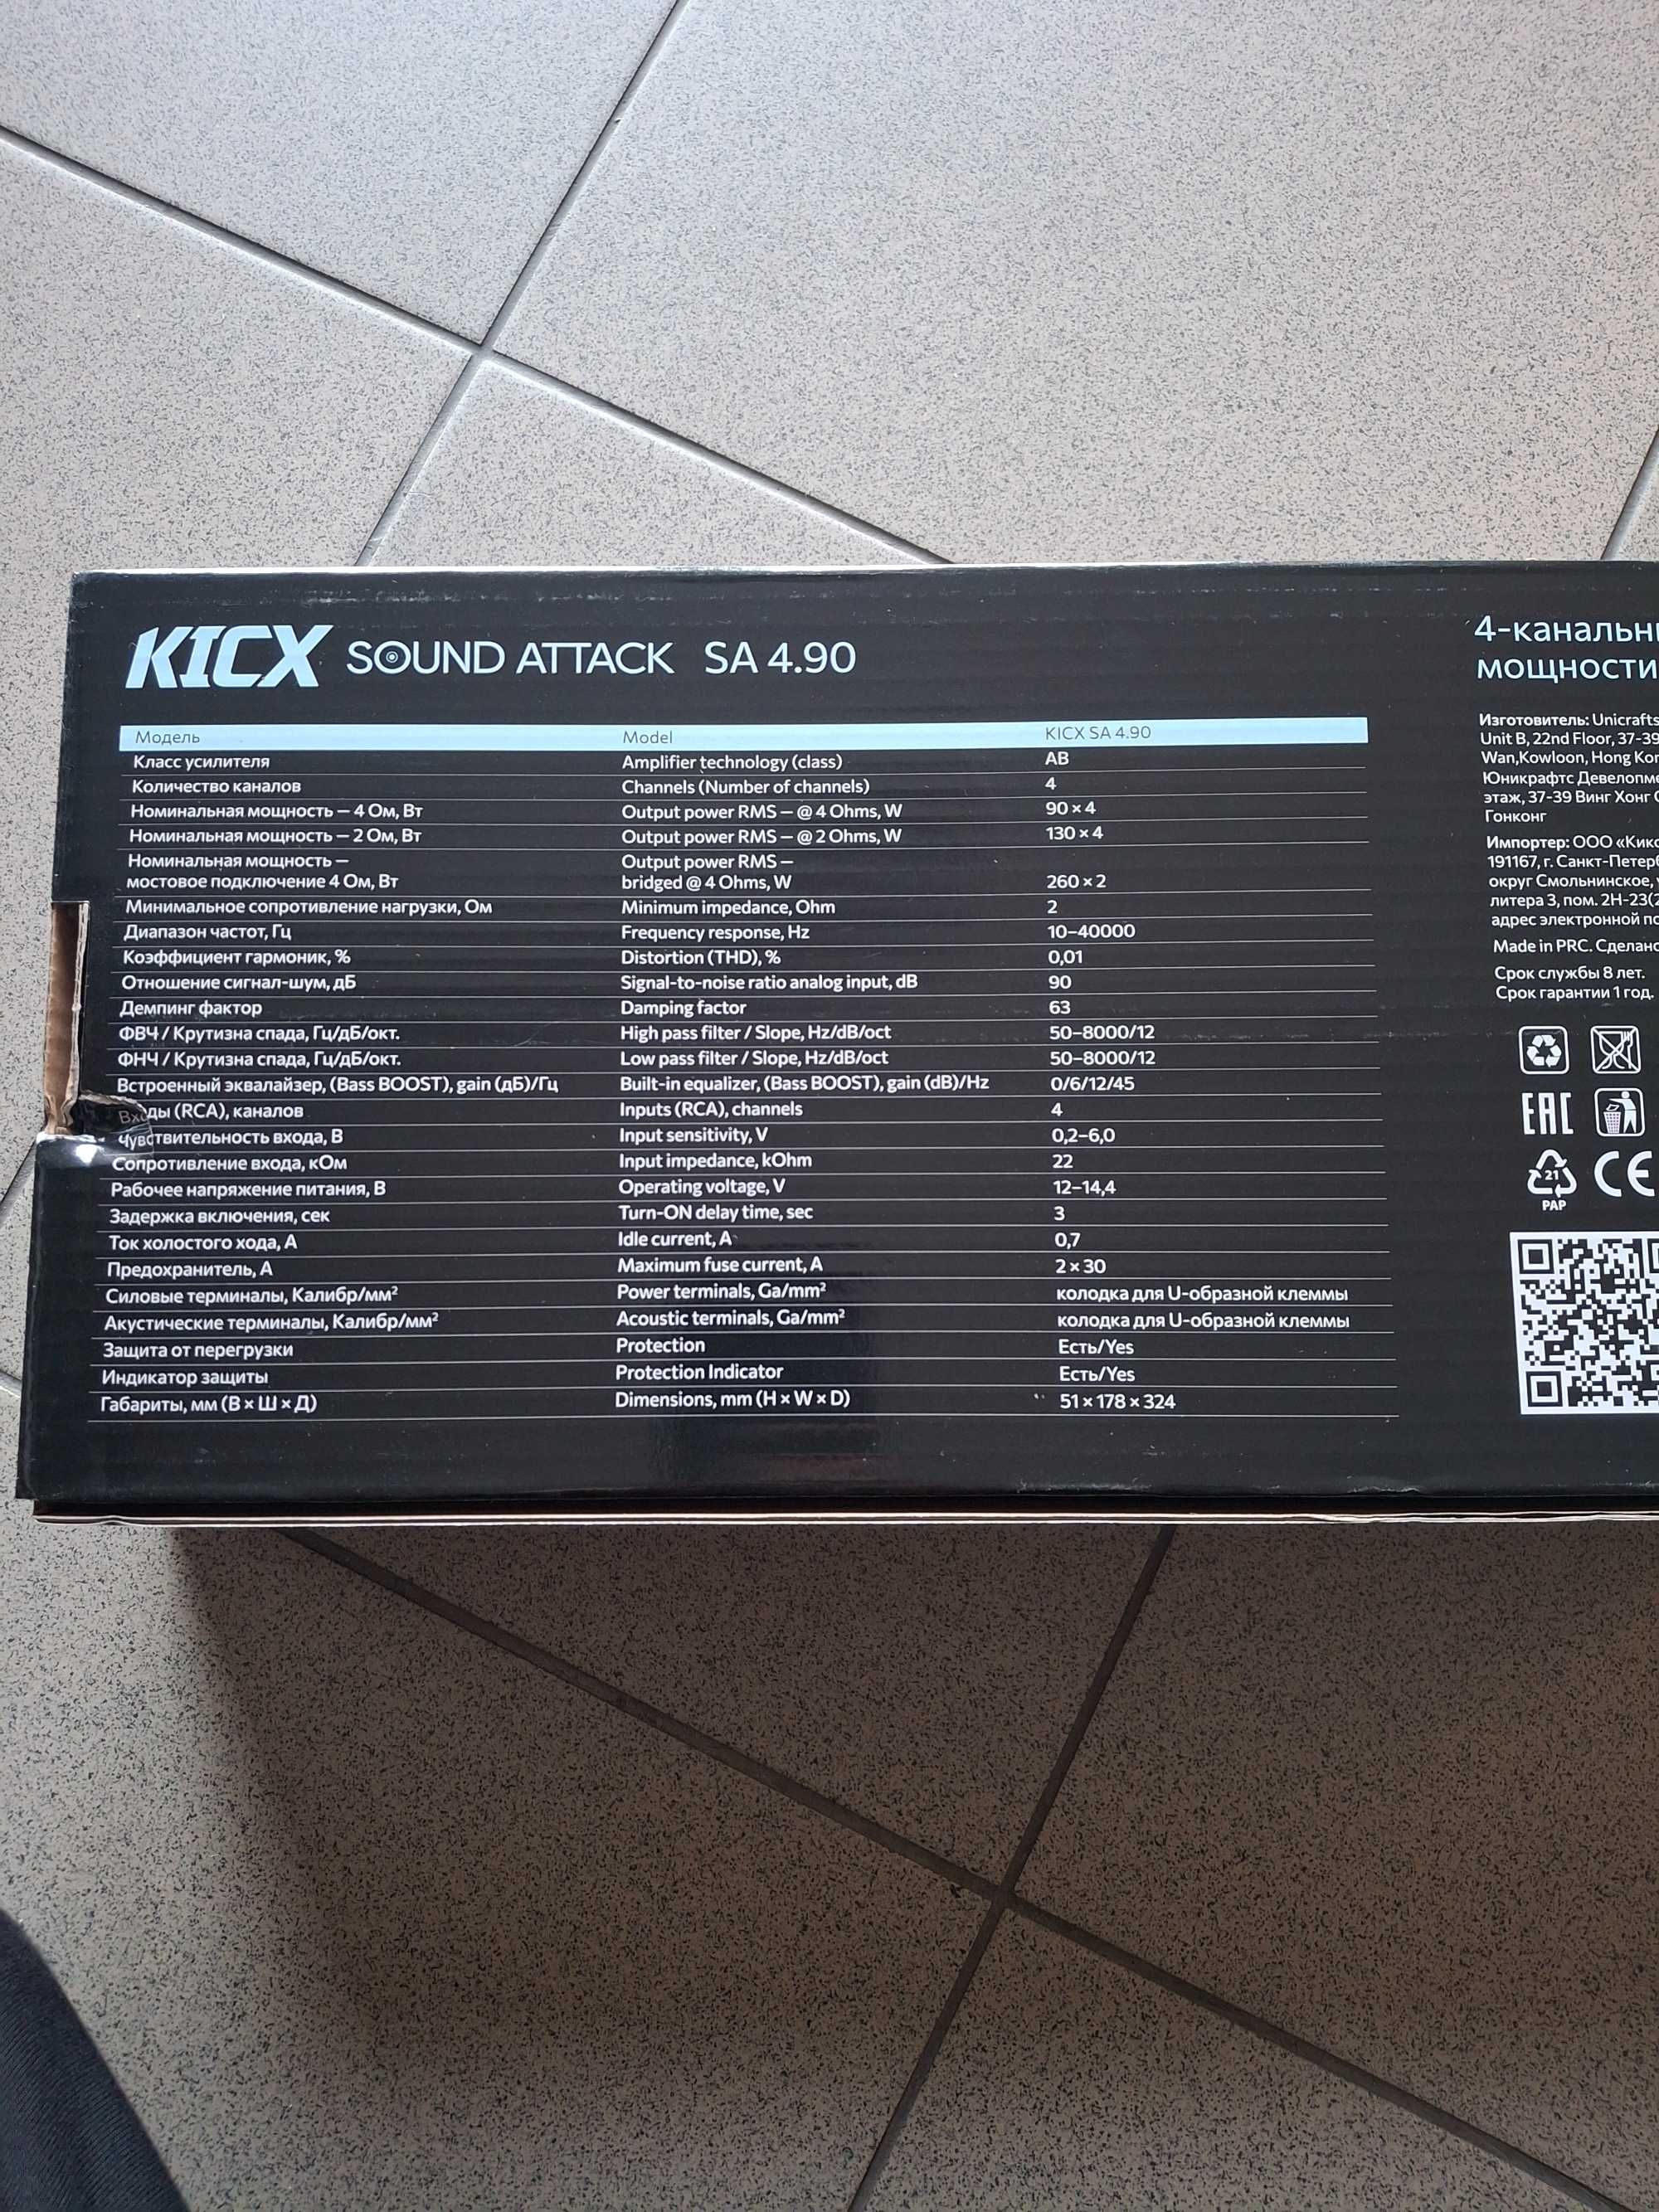 KICX SOUND ATTACK SA 4.90
Модель Model KICX SA 4.90
Класс усилителя Amplifier technology (class) AB
Количество каналов Channels (Number of channels) 4
Номинальная мощность — 4 Ом, Вт Output power RMS — @ 4 Ohms, W 90 × 4
Номинальная мощность — 2 Ом, Вт Output power RMS — @ 2 Ohms, W 130 × 4
Номинальная мощность — Output power RMS —
мостовое подключение 4 Ом, Вт bridged @ 4 Ohms, W 260 × 2
Минимальное сопротивление нагрузки, Ом Minimum impedance, Ohm 2
Диапазон частот, Гц Frequency response, Hz 10–40000
Коэффициент гармоник, % Distortion (THD), % 0,01
Отношение сигнал-шум, дБ Signal-to-noise ratio analog input, dB 90
Демпинг фактор Damping factor 63
ФВЧ / Крутизна спада, Гц/дБ/окт. High pass filter / Slope, Hz/dB/oct 50–8000/12
ФНЧ / Крутизна спада, Гц/дБ/окт. Low pass filter / Slope, Hz/dB/oct 50–8000/12
Встроенный эквалайзер, (Bass BOOST), gain (дБ)/Гц Built-in equalizer, (Bass BOOST), gain (dB)/Hz 0/6/12/45
(RCA), каналов Inputs (RCA), channels 4
Чувствительность входа, В Input sensitivity, V 0,2–6,0
Сопротивление входа, кОм Input impedance, kOhm 22
Рабочее напряжение питания, В Operating voltage, V 12–14,4
Задержка включения, сек Turn-ON delay time, sec 3
Ток холостого хода, А Idle current, A 0,7
Предохранитель, А Maximum fuse current, A 2 × 30
Силовые терминалы, Калибр/мм² Power terminals, Ga/mm² колодка для U-образной клеммы
Акустические терминалы, Калибр/мм² Acoustic terminals, Ga/mm² колодка для U-образной клеммы
Защита от перегрузки Protection Есть/Yes
Индикатор защиты Protection Indicator Есть/Yes
Габариты, мм (В × Ш × Д) Dimensions, mm (H × W × D) 51 × 178 × 324
4-канальн
мощности
Изготовитель: Unicrafts
Unit B, 22nd Floor, 37-39
Wan,Kowloon, Hong Kon
Юникрафтс Девелопме
этаж, 37-39 Винг Хонг
Гонконг
Импортер: ООО «Кикс
191167, г. Санкт-Петерб
округ Смольнинское,
литера З, пом. 2Н-23(2
адрес электронной по
Made in PRC. Сделано
Срок службы 8 лет.
Срок гарантии 1 год.
EAC
21
PAP
CE